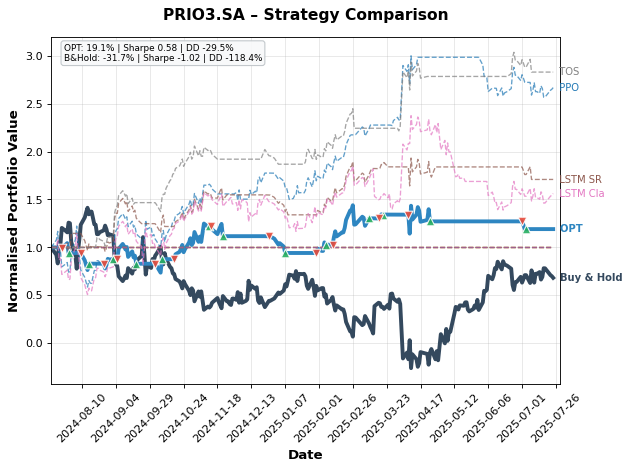 PRIO3.SA – Strategy Comparison
OPT: 19.1% | Sharpe 0.58 | DD -29.5%
B&Hold: -31.7% | Sharpe -1.02 | DD -118.4%
Normalised Portfolio Value
3.0
2.5
2.0
1.5
1.0
0.5
0.0
TOS
PPO
LSTM SR
LSTM Cla
OPT
Buy & Hold
2024-08-10
2024-09-04
2024-09-29
2024-10-24
2024-11-18
2024-12-13
2025-01-07
2025-02-01
2025-02-26
2025-03-23
2025-04-17
2025-05-12
2025-06-06
2025-07-01
2025-07-26
Date